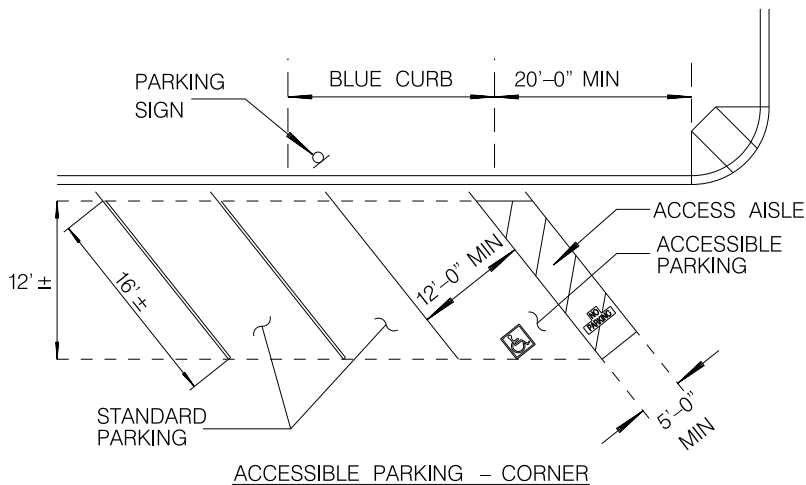 PARKING
SIGN
BLUE CURB
20'-0" MIN
ACCESS AISLE
ACCESSIBLE
PARKING
12' ±
16' ±
12'-0" MIN
NO
PARKING
5'-0"
MIN
STANDARD
PARKING
ACCESSIBLE PARKING – CORNER